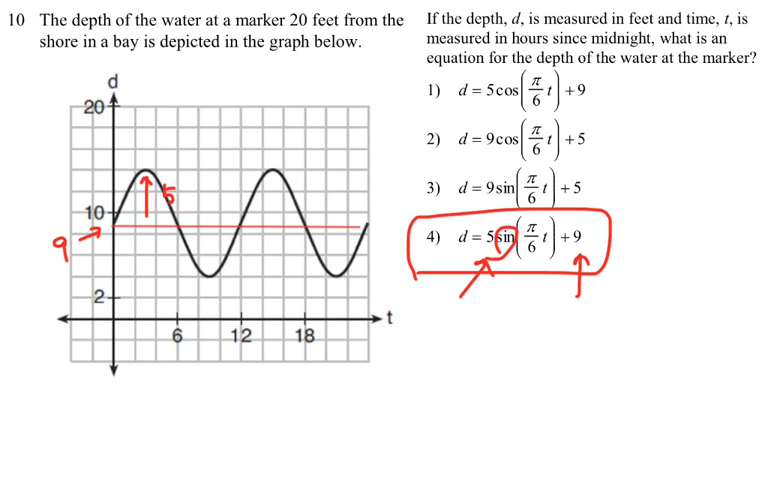 10 The depth of the water at a marker 20 feet from the
shore in a bay is depicted in the graph below.
d
20
10
5
9
2
6 12 18
t
If the depth, d, is measured in feet and time, t, is
measured in hours since midnight, what is an
equation for the depth of the water at the marker?
1) d = 5cos(π/6 t) + 9
2) d = 9cos(π/6 t) + 5
3) d = 9sin(π/6 t) + 5
4) d = 5sin(π/6 t) + 9